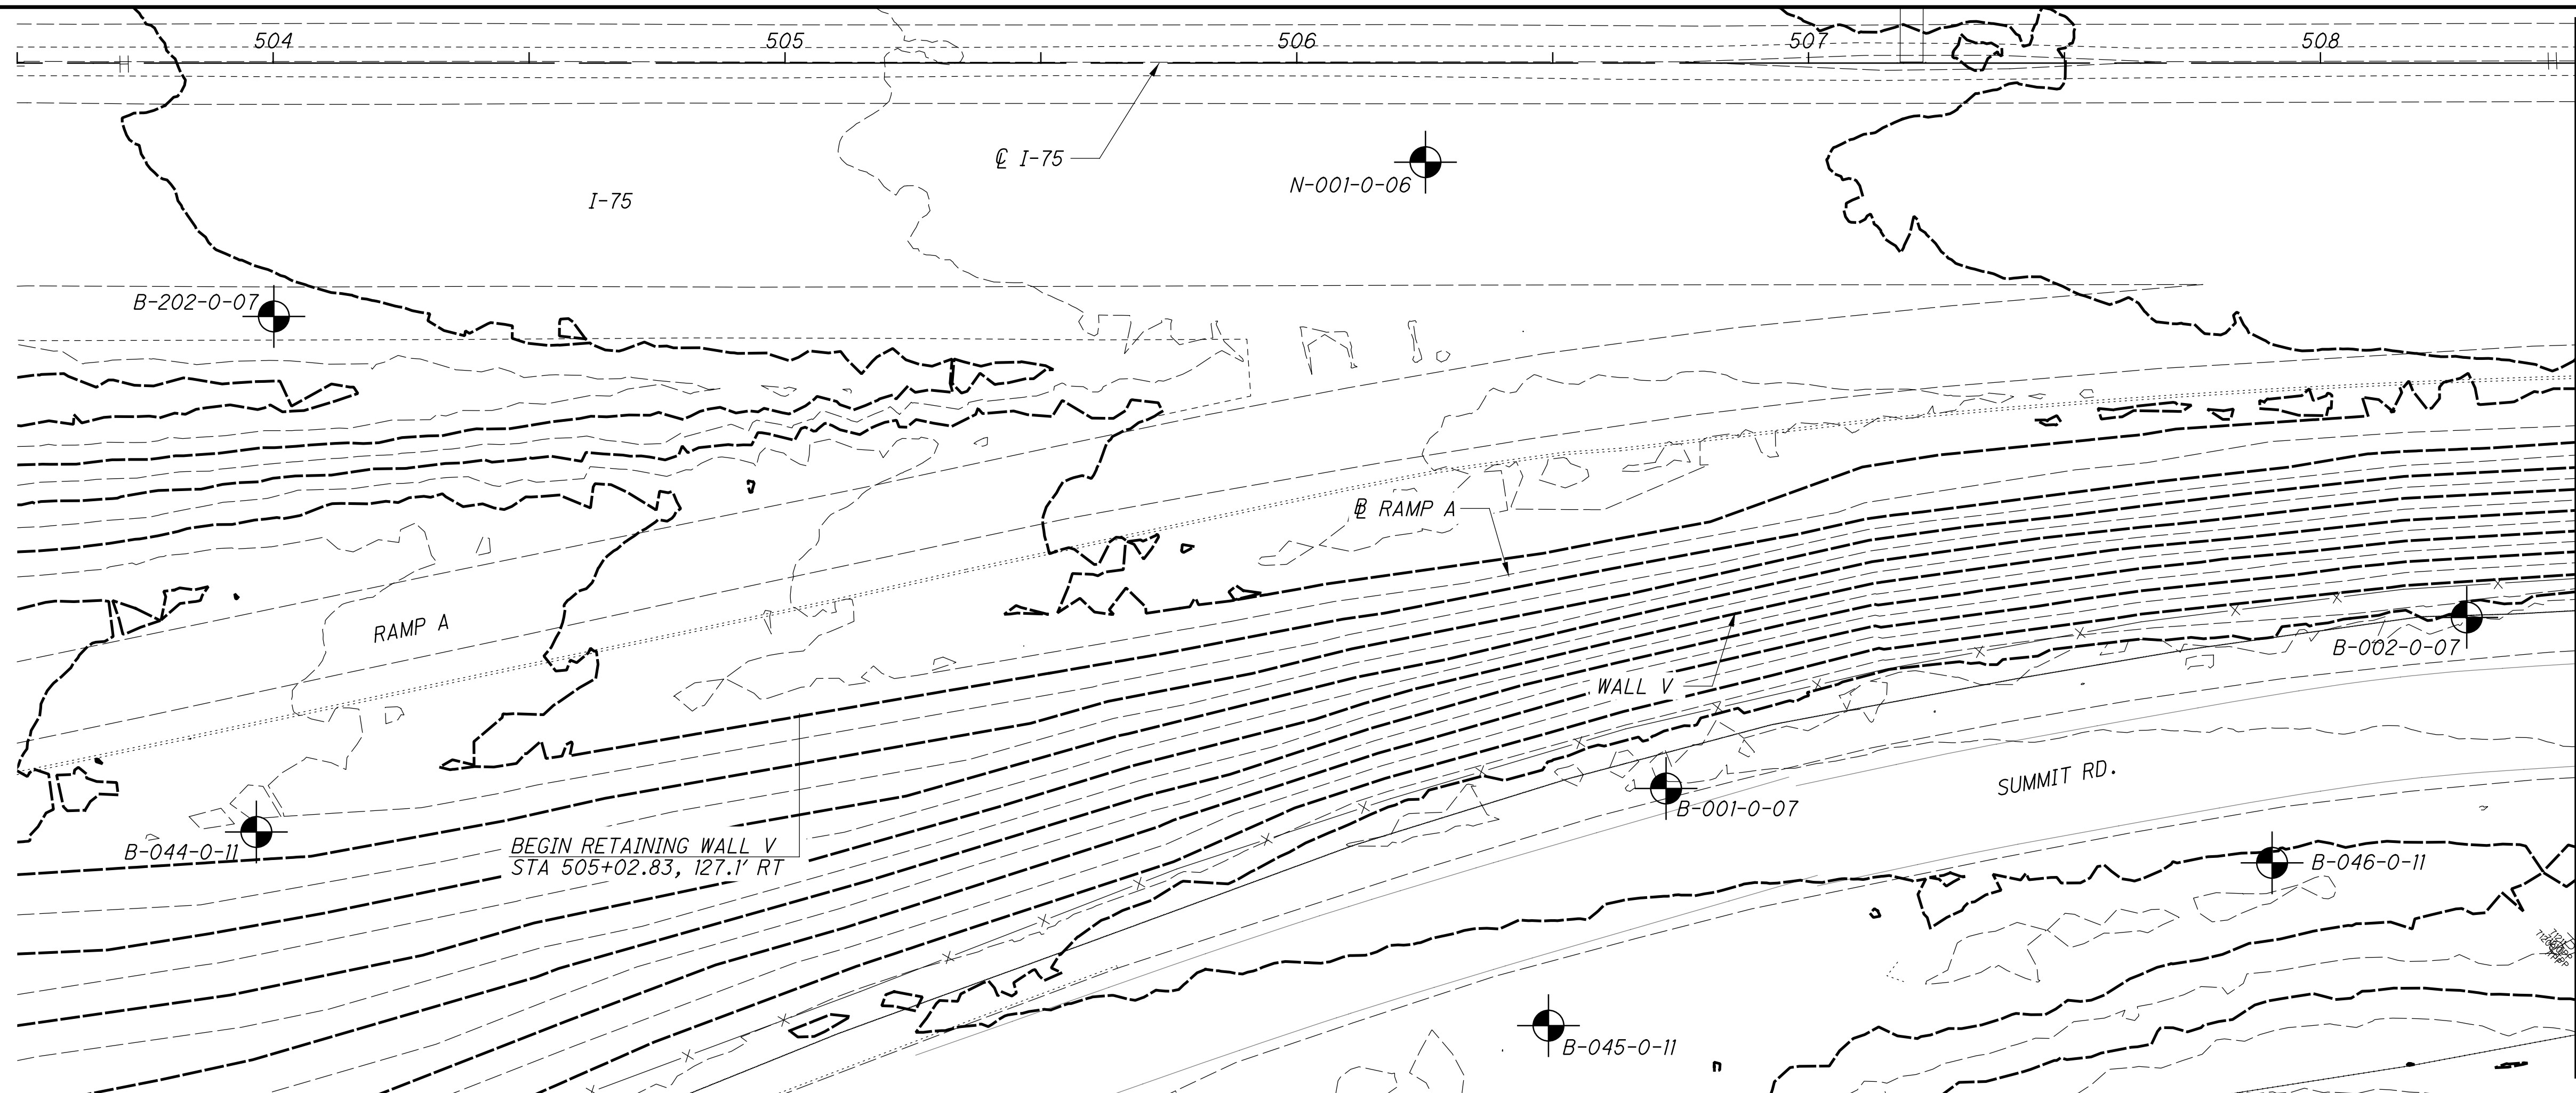 504 505 506 507 508
℄ I-75
N-001-0-06
I-75
B-202-0-07
℄ RAMP A
RAMP A
B-002-0-07
WALL V
SUMMIT RD.
B-001-0-07
B-044-0-11
BEGIN RETAINING WALL V
STA 505+02.83, 127.1' RT
B-046-0-11
B-045-0-11